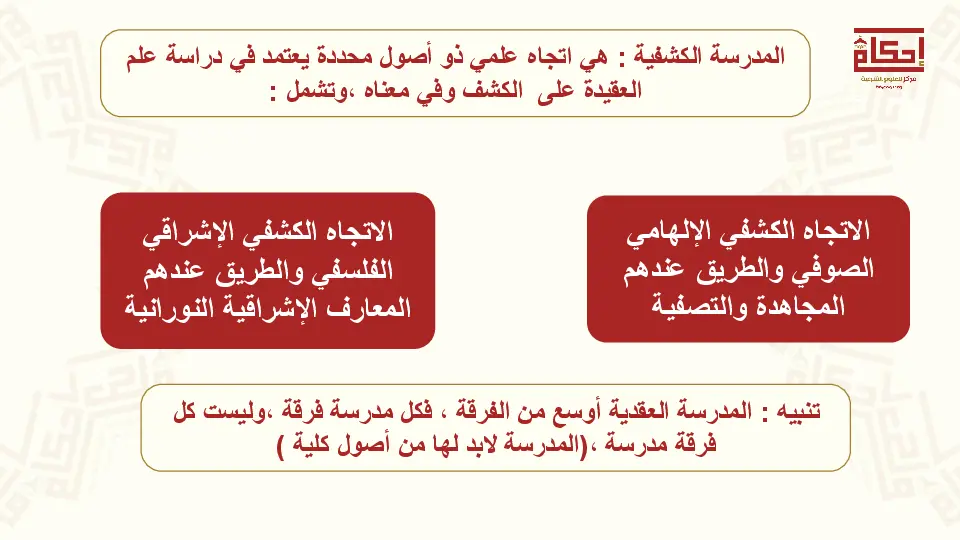 إحكام
مركز للعلوم الشرعية
المدرسة الكشفية : هي اتجاه علمي ذو أصول محددة يعتمد في دراسة علم
العقيدة على الكشف وفي معناه ،وتشمل :
الاتجاه الكشفي الإلهامي
الصوفي والطريق عندهم
المجاهدة والتصفية
الاتجاه الكشفي الإشراقي
الفلسفي والطريق عندهم
المعارف الإشراقية النورانية
تنبيه : المدرسة العقدية أوسع من الفرقة ، فكل مدرسة فرقة ،وليست كل
فرقة مدرسة ،(المدرسة لابد لها من أصول كلية )